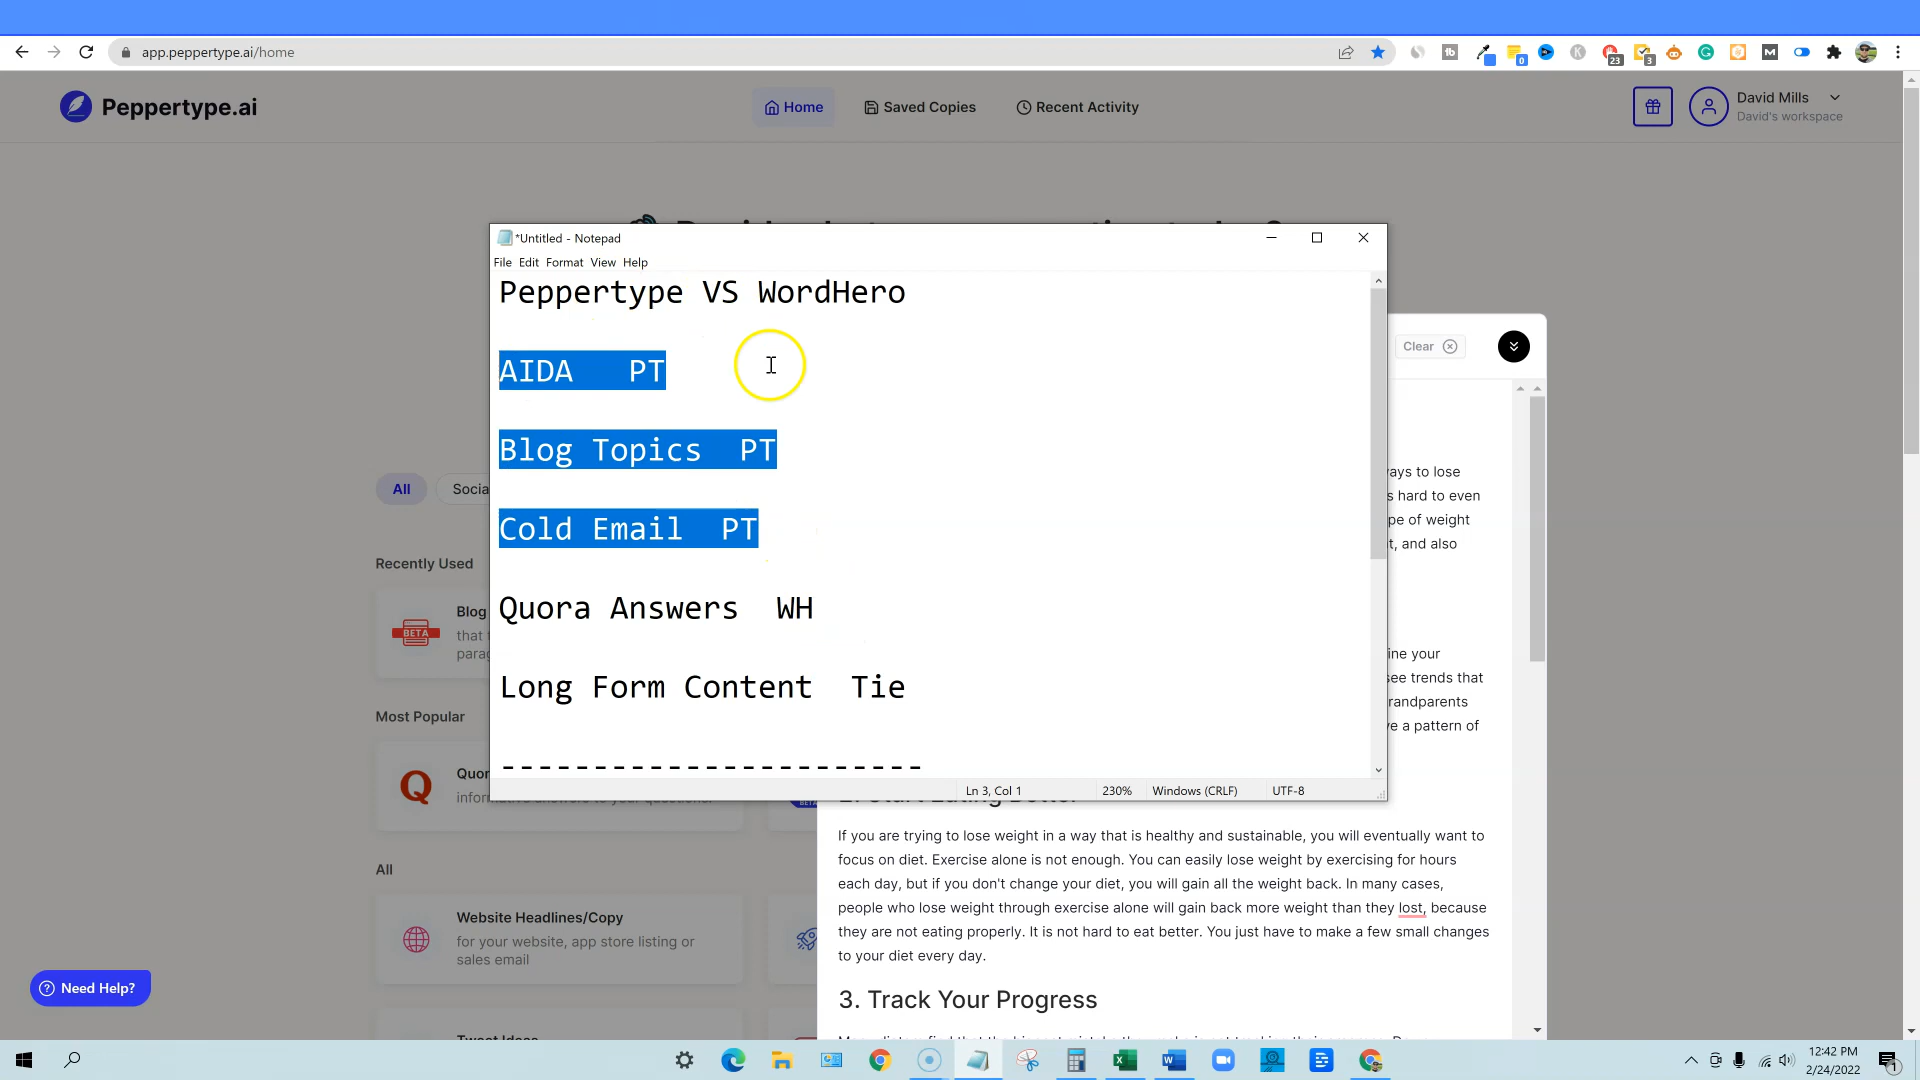 app.peppertype.ai/home
23
3
0
Peppertype.ai
Home
Saved Copies
Recent Activity
David Mills
David's workspace
*Untitled - Notepad
File Edit Format View Help
Peppertype VS WordHero
AIDA PT
Blog Topics PT
Cold Email PT
Quora Answers WH
Long Form Content Tie
-----------------------
Ln 3, Col 1
230%
Windows (CRLF)
UTF-8
Clear
All
Socia
Recently Used
Blog
BETA
that
parag
Most Popular
Quor
All
Website Headlines/Copy
for your website, app store listing or
sales email
Need Help?
ays to lose
s hard to even
pe of weight
t, and also
ine your
see trends that
randparents
e a pattern of
If you are trying to lose weight in a way that is healthy and sustainable, you will eventually want to
focus on diet. Exercise alone is not enough. You can easily lose weight by exercising for hours
each day, but if you don't change your diet, you will gain all the weight back. In many cases,
people who lose weight through exercise alone will gain back more weight than they lost, because
they are not eating properly. It is not hard to eat better. You just have to make a few small changes
to your diet every day.
3. Track Your Progress
12:42 PM
2/24/2022